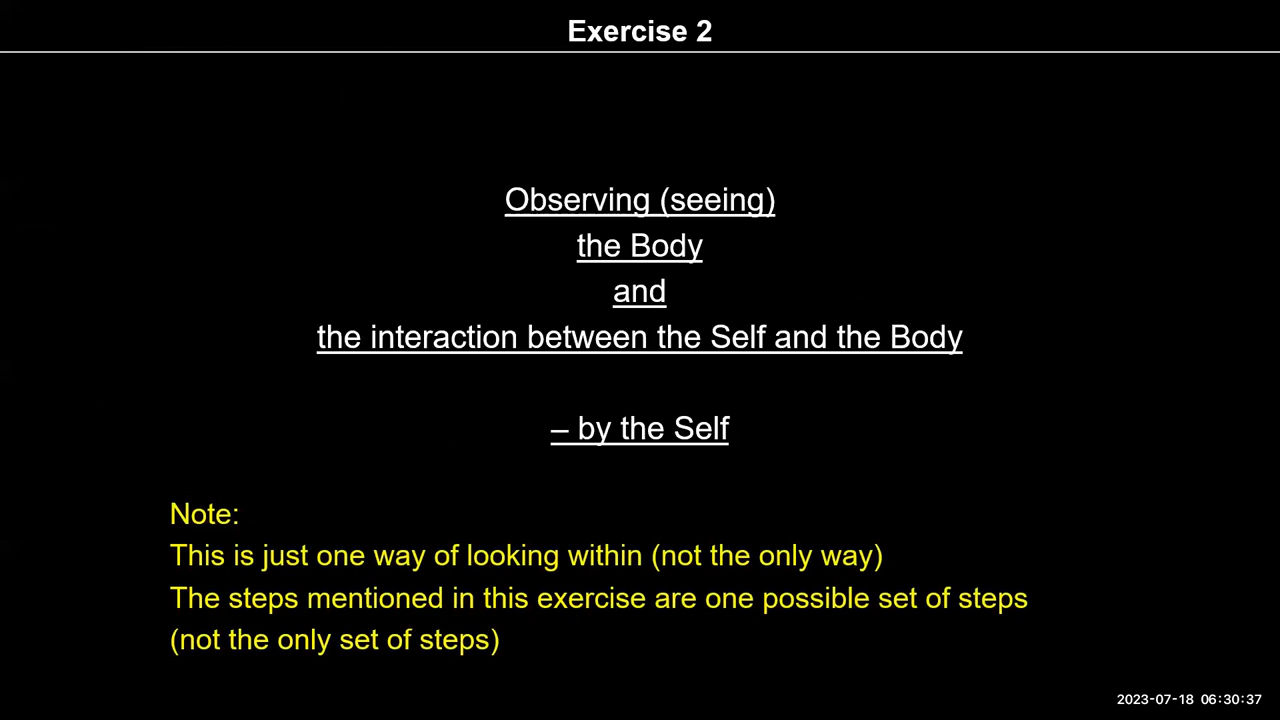 Exercise 2
Observing (seeing)
the Body
and
the interaction between the Self and the Body
– by the Self
Note:
This is just one way of looking within (not the only way)
The steps mentioned in this exercise are one possible set of steps
(not the only set of steps)
2023-07-18 06:30:37